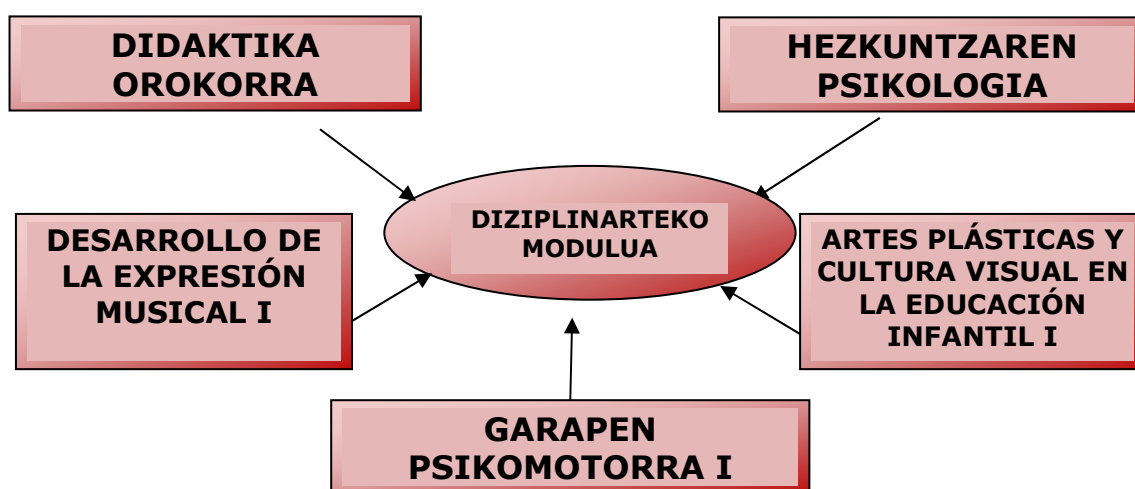 DIDAKTIKA
OROKORRA
HEZKUNTZAREN
PSIKOLOGIA
DIZIPLINARTEKO
MODULUA
DESARROLLO DE
LA EXPRESIÓN
MUSICAL I
ARTES PLÁSTICAS Y
CULTURA VISUAL EN
LA EDUCACIÓN
INFANTIL I
GARAPEN
PSIKOMOTORRA I